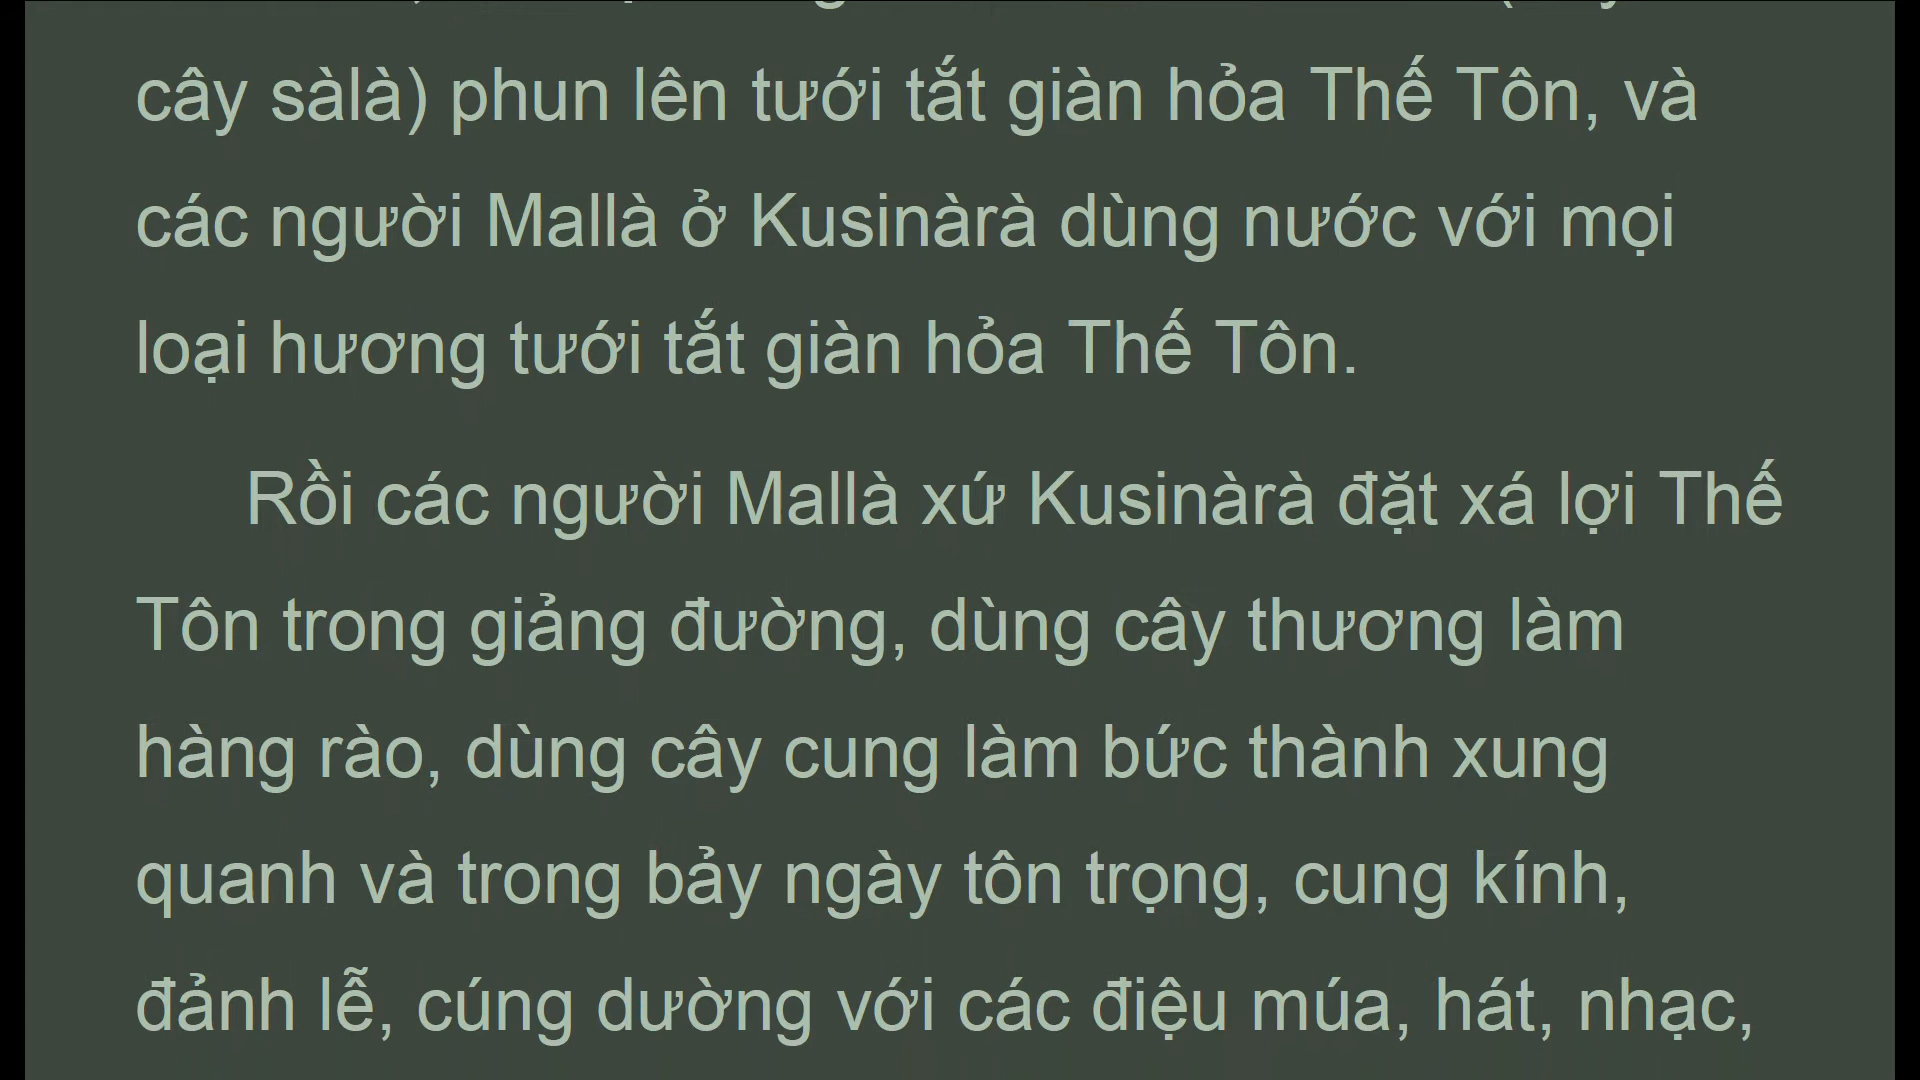 cây sàlà) phun lên tưới tắt giàn hỏa Thế Tôn, và
các người Mallà ở Kusinàrà dùng nước với mọi
loại hương tưới tắt giàn hỏa Thế Tôn.
Rồi các người Mallà xứ Kusinàrà đặt xá lợi Thế
Tôn trong giảng đường, dùng cây thương làm
hàng rào, dùng cây cung làm bức thành xung
quanh và trong bảy ngày tôn trọng, cung kính,
đảnh lễ, cúng dường với các điệu múa, hát, nhạc,